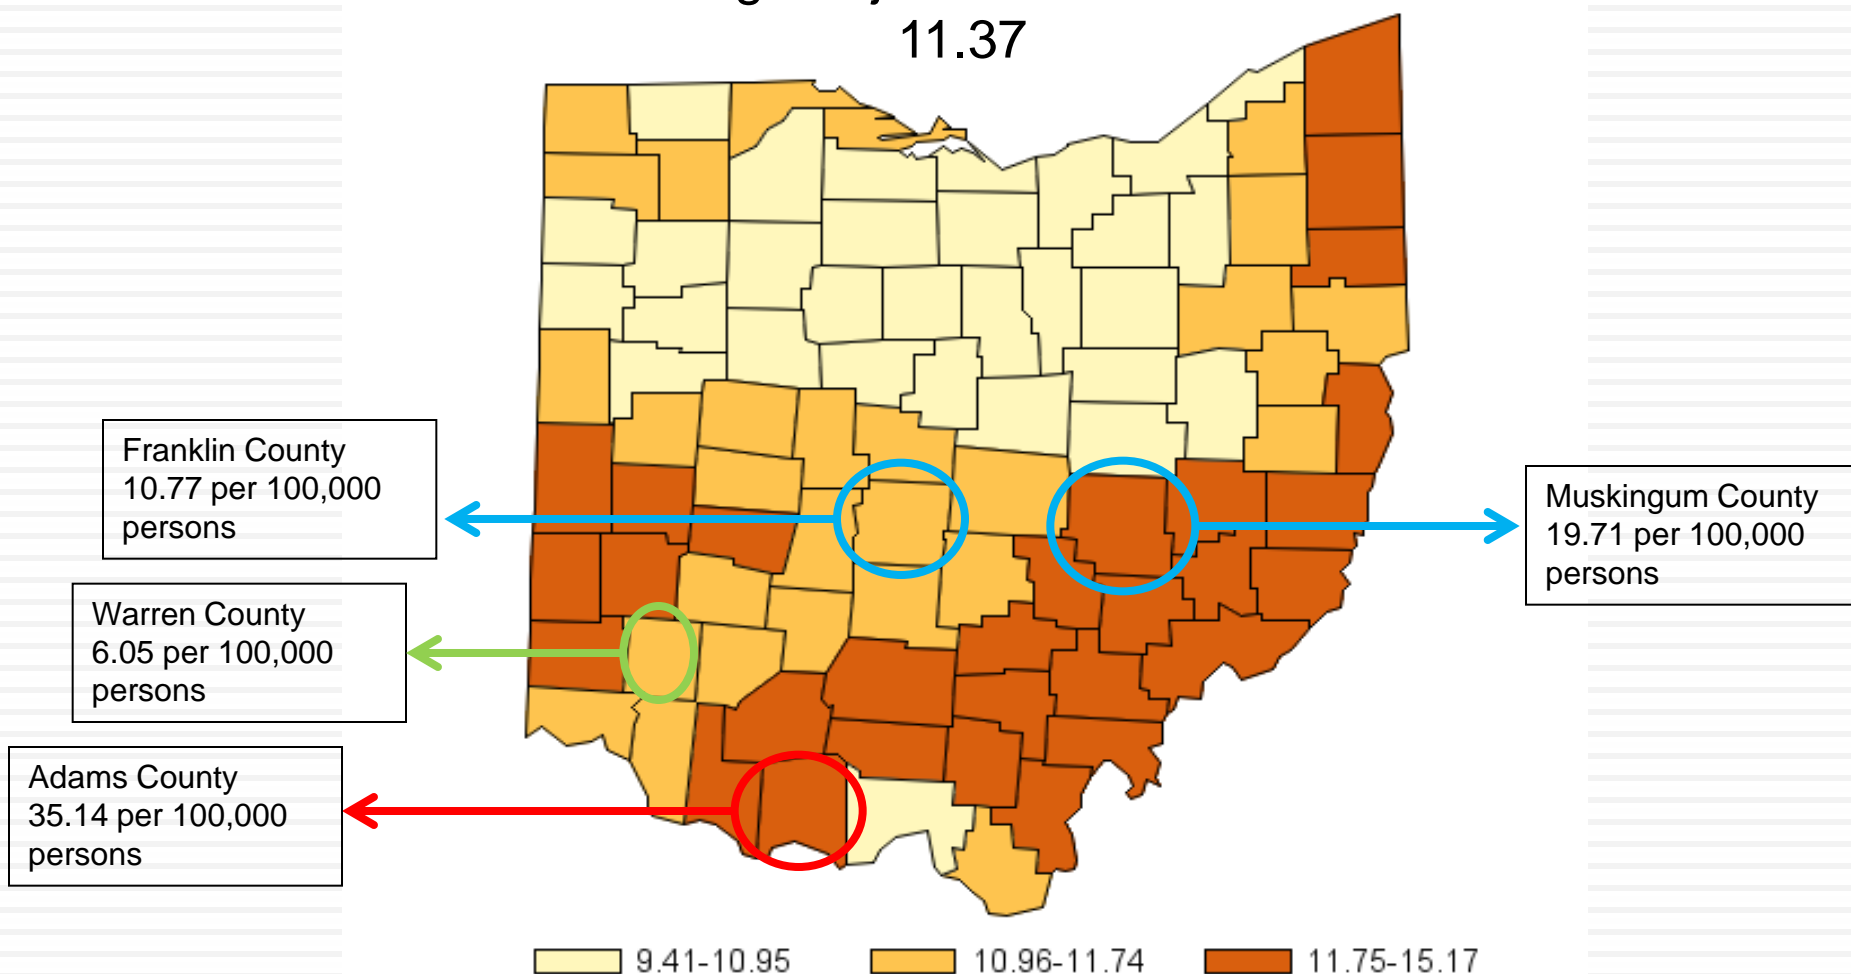 11.37
Franklin County
10.77 per 100,000
persons
Muskingum County
19.71 per 100,000
persons
Warren County
6.05 per 100,000
persons
Adams County
35.14 per 100,000
persons
9.41-10.95
10.96-11.74
11.75-15.17